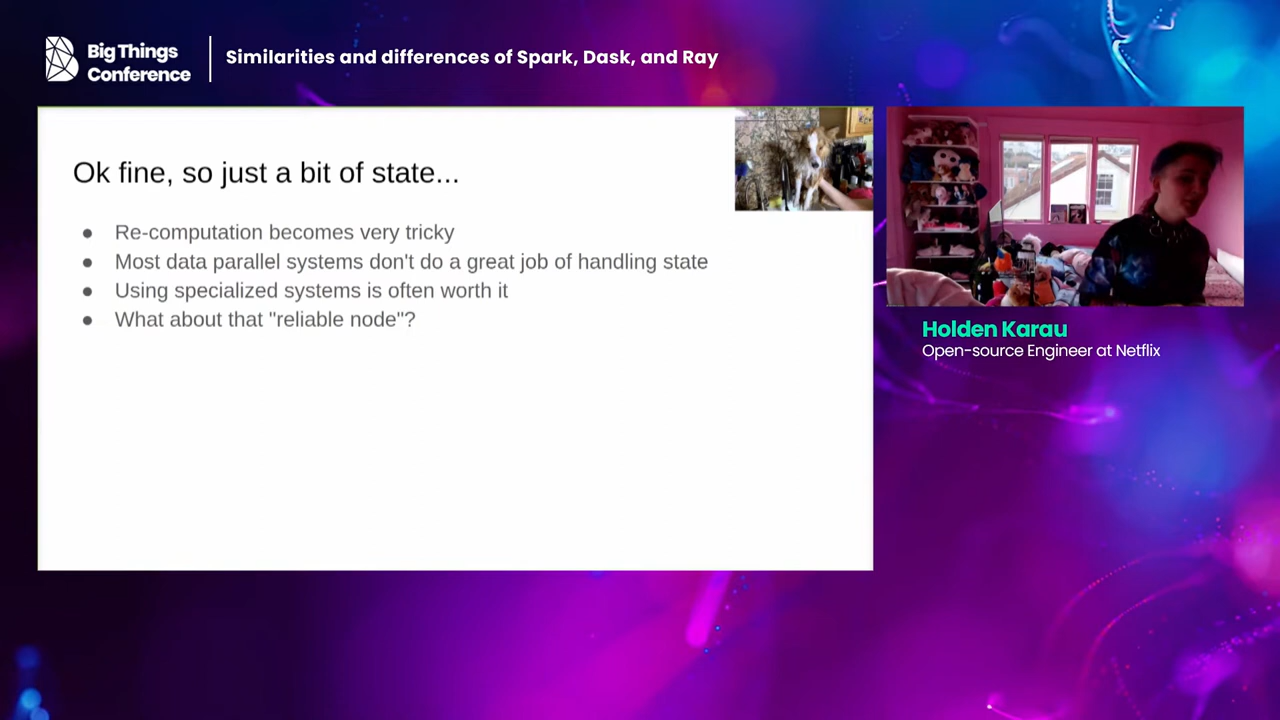 Big Things
Conference
Similarities and differences of Spark, Dask, and Ray
Ok fine, so just a bit of state...
● Re-computation becomes very tricky
● Most data parallel systems don't do a great job of handling state
● Using specialized systems is often worth it
● What about that "reliable node"?
Holden Karau
Open-source Engineer at Netflix